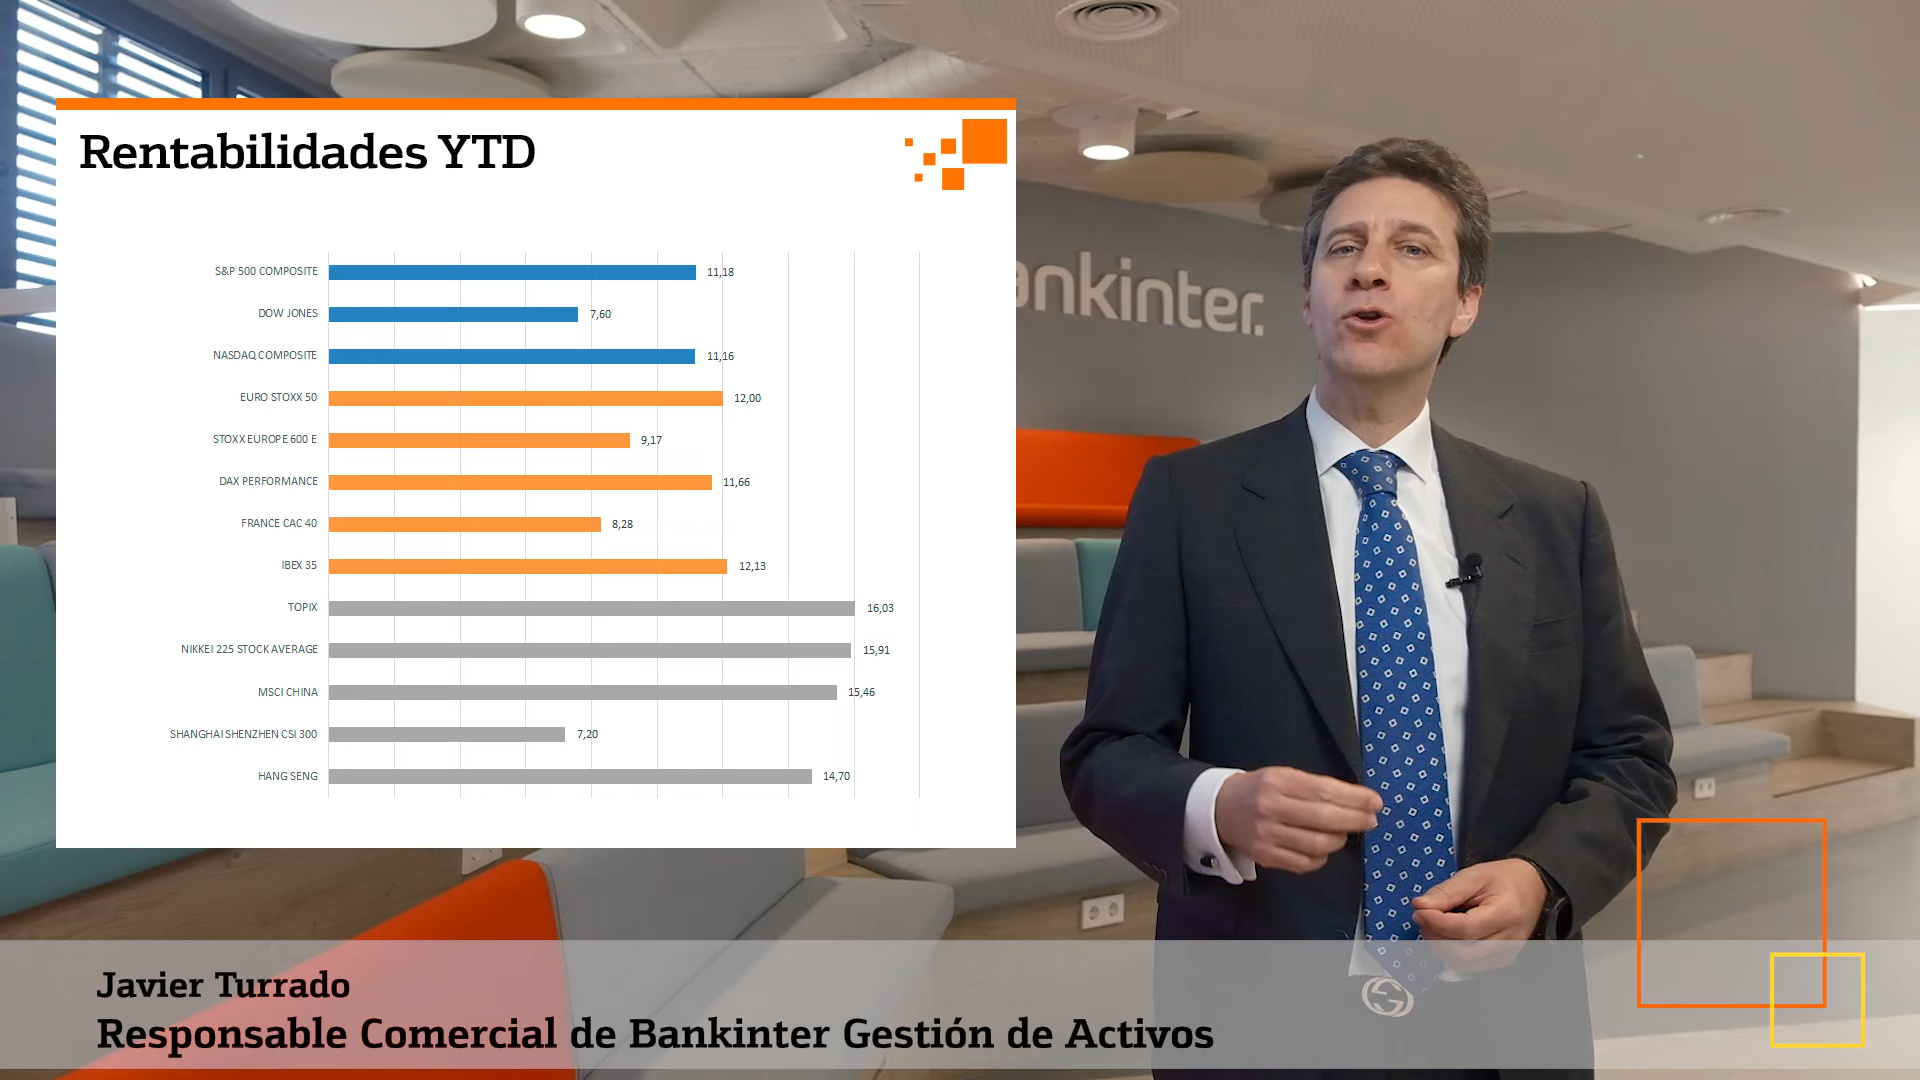 Rentabilidades YTD
S&P 500 COMPOSITE 11,18
DOW JONES 7,60
NASDAQ COMPOSITE 11,16
EURO STOXX 50 12,00
STOXX EUROPE 600 E 9,17
DAX PERFORMANCE 11,66
FRANCE CAC 40 8,28
IBEX 35 12,13
TOPIX 16,03
NIKKEI 225 STOCK AVERAGE 15,91
MSCI CHINA 15,46
SHANGHAI SHENZHEN CSI 300 7,20
HANG SENG 14,70
ankinter.
Javier Turrado
Responsable Comercial de Bankinter Gestión de Activos